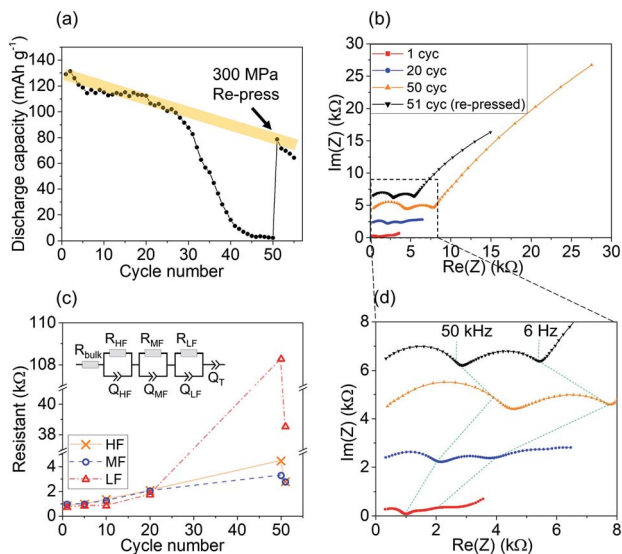 (a)
Discharge capacity (mAh g⁻¹)
140
120
100
80
60
40
20
0
300 MPa
Re-press
0 10 20 30 40 50
Cycle number
(b)
Im(Z) (kΩ)
30
25
20
15
10
5
0
1 cyc
20 cyc
50 cyc
51 cyc (re-pressed)
0 5 10 15 20 25 30
Re(Z) (kΩ)
(c)
Resistant (kΩ)
110
108
40
38
4
2
0
R_bulk R_HF R_MF R_LF
Q_HF Q_MF Q_LF Q_T
HF
MF
LF
0 10 20 30 40 50
Cycle number
(d)
Im(Z) (kΩ)
8
6
4
2
0
50 kHz 6 Hz
0 2 4 6 8
Re(Z) (kΩ)